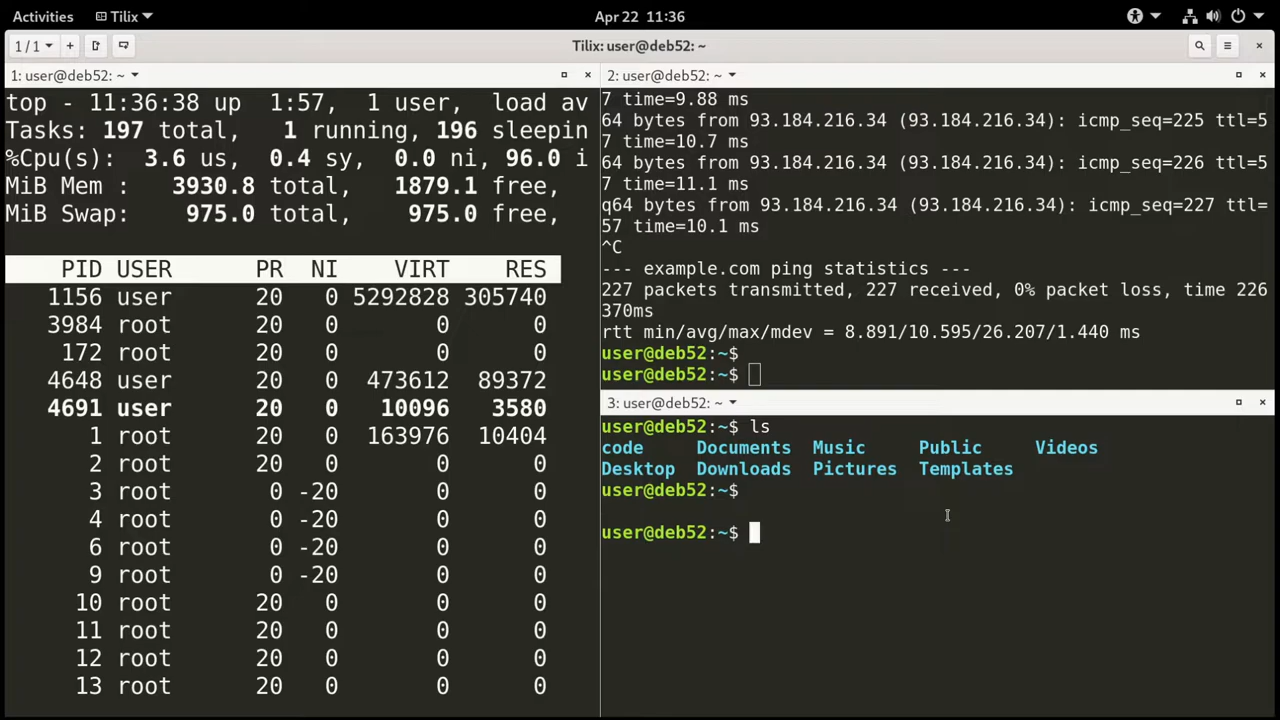 Activities Tilix Apr 22 11:36
1/1 + Tilix: user@deb52: ~
1: user@deb52: ~
top - 11:36:38 up 1:57, 1 user, load av
Tasks: 197 total, 1 running, 196 sleepin
%Cpu(s): 3.6 us, 0.4 sy, 0.0 ni, 96.0 i
MiB Mem : 3930.8 total, 1879.1 free,
MiB Swap: 975.0 total, 975.0 free,
PID USER PR NI VIRT RES
1156 user 20 0 5292828 305740
3984 root 20 0 0 0
172 root 20 0 0 0
4648 user 20 0 473612 89372
4691 user 20 0 10096 3580
1 root 20 0 163976 10404
2 root 20 0 0 0
3 root 0 -20 0 0
4 root 0 -20 0 0
6 root 0 -20 0 0
9 root 0 -20 0 0
10 root 20 0 0 0
11 root 20 0 0 0
12 root 20 0 0 0
13 root 20 0 0 0
2: user@deb52: ~
7 time=9.88 ms
64 bytes from 93.184.216.34 (93.184.216.34): icmp_seq=225 ttl=5
7 time=10.7 ms
64 bytes from 93.184.216.34 (93.184.216.34): icmp_seq=226 ttl=5
7 time=11.1 ms
q64 bytes from 93.184.216.34 (93.184.216.34): icmp_seq=227 ttl=
57 time=10.1 ms
^C
--- example.com ping statistics ---
227 packets transmitted, 227 received, 0% packet loss, time 226
370ms
rtt min/avg/max/mdev = 8.891/10.595/26.207/1.440 ms
user@deb52:~$
user@deb52:~$
3: user@deb52: ~
user@deb52:~$ ls
code Documents Music Public Videos
Desktop Downloads Pictures Templates
user@deb52:~$
user@deb52:~$